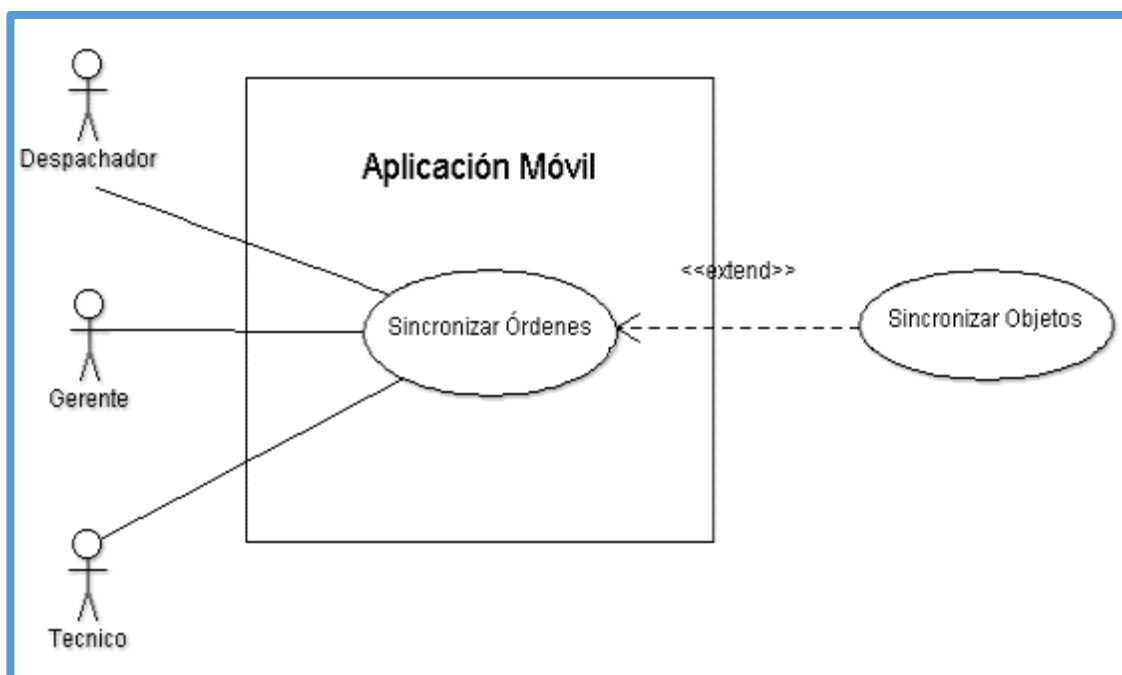 Despachador
Aplicación Móvil
<<extend>>
Sincronizar Órdenes
Sincronizar Objetos
Gerente
Tecnico